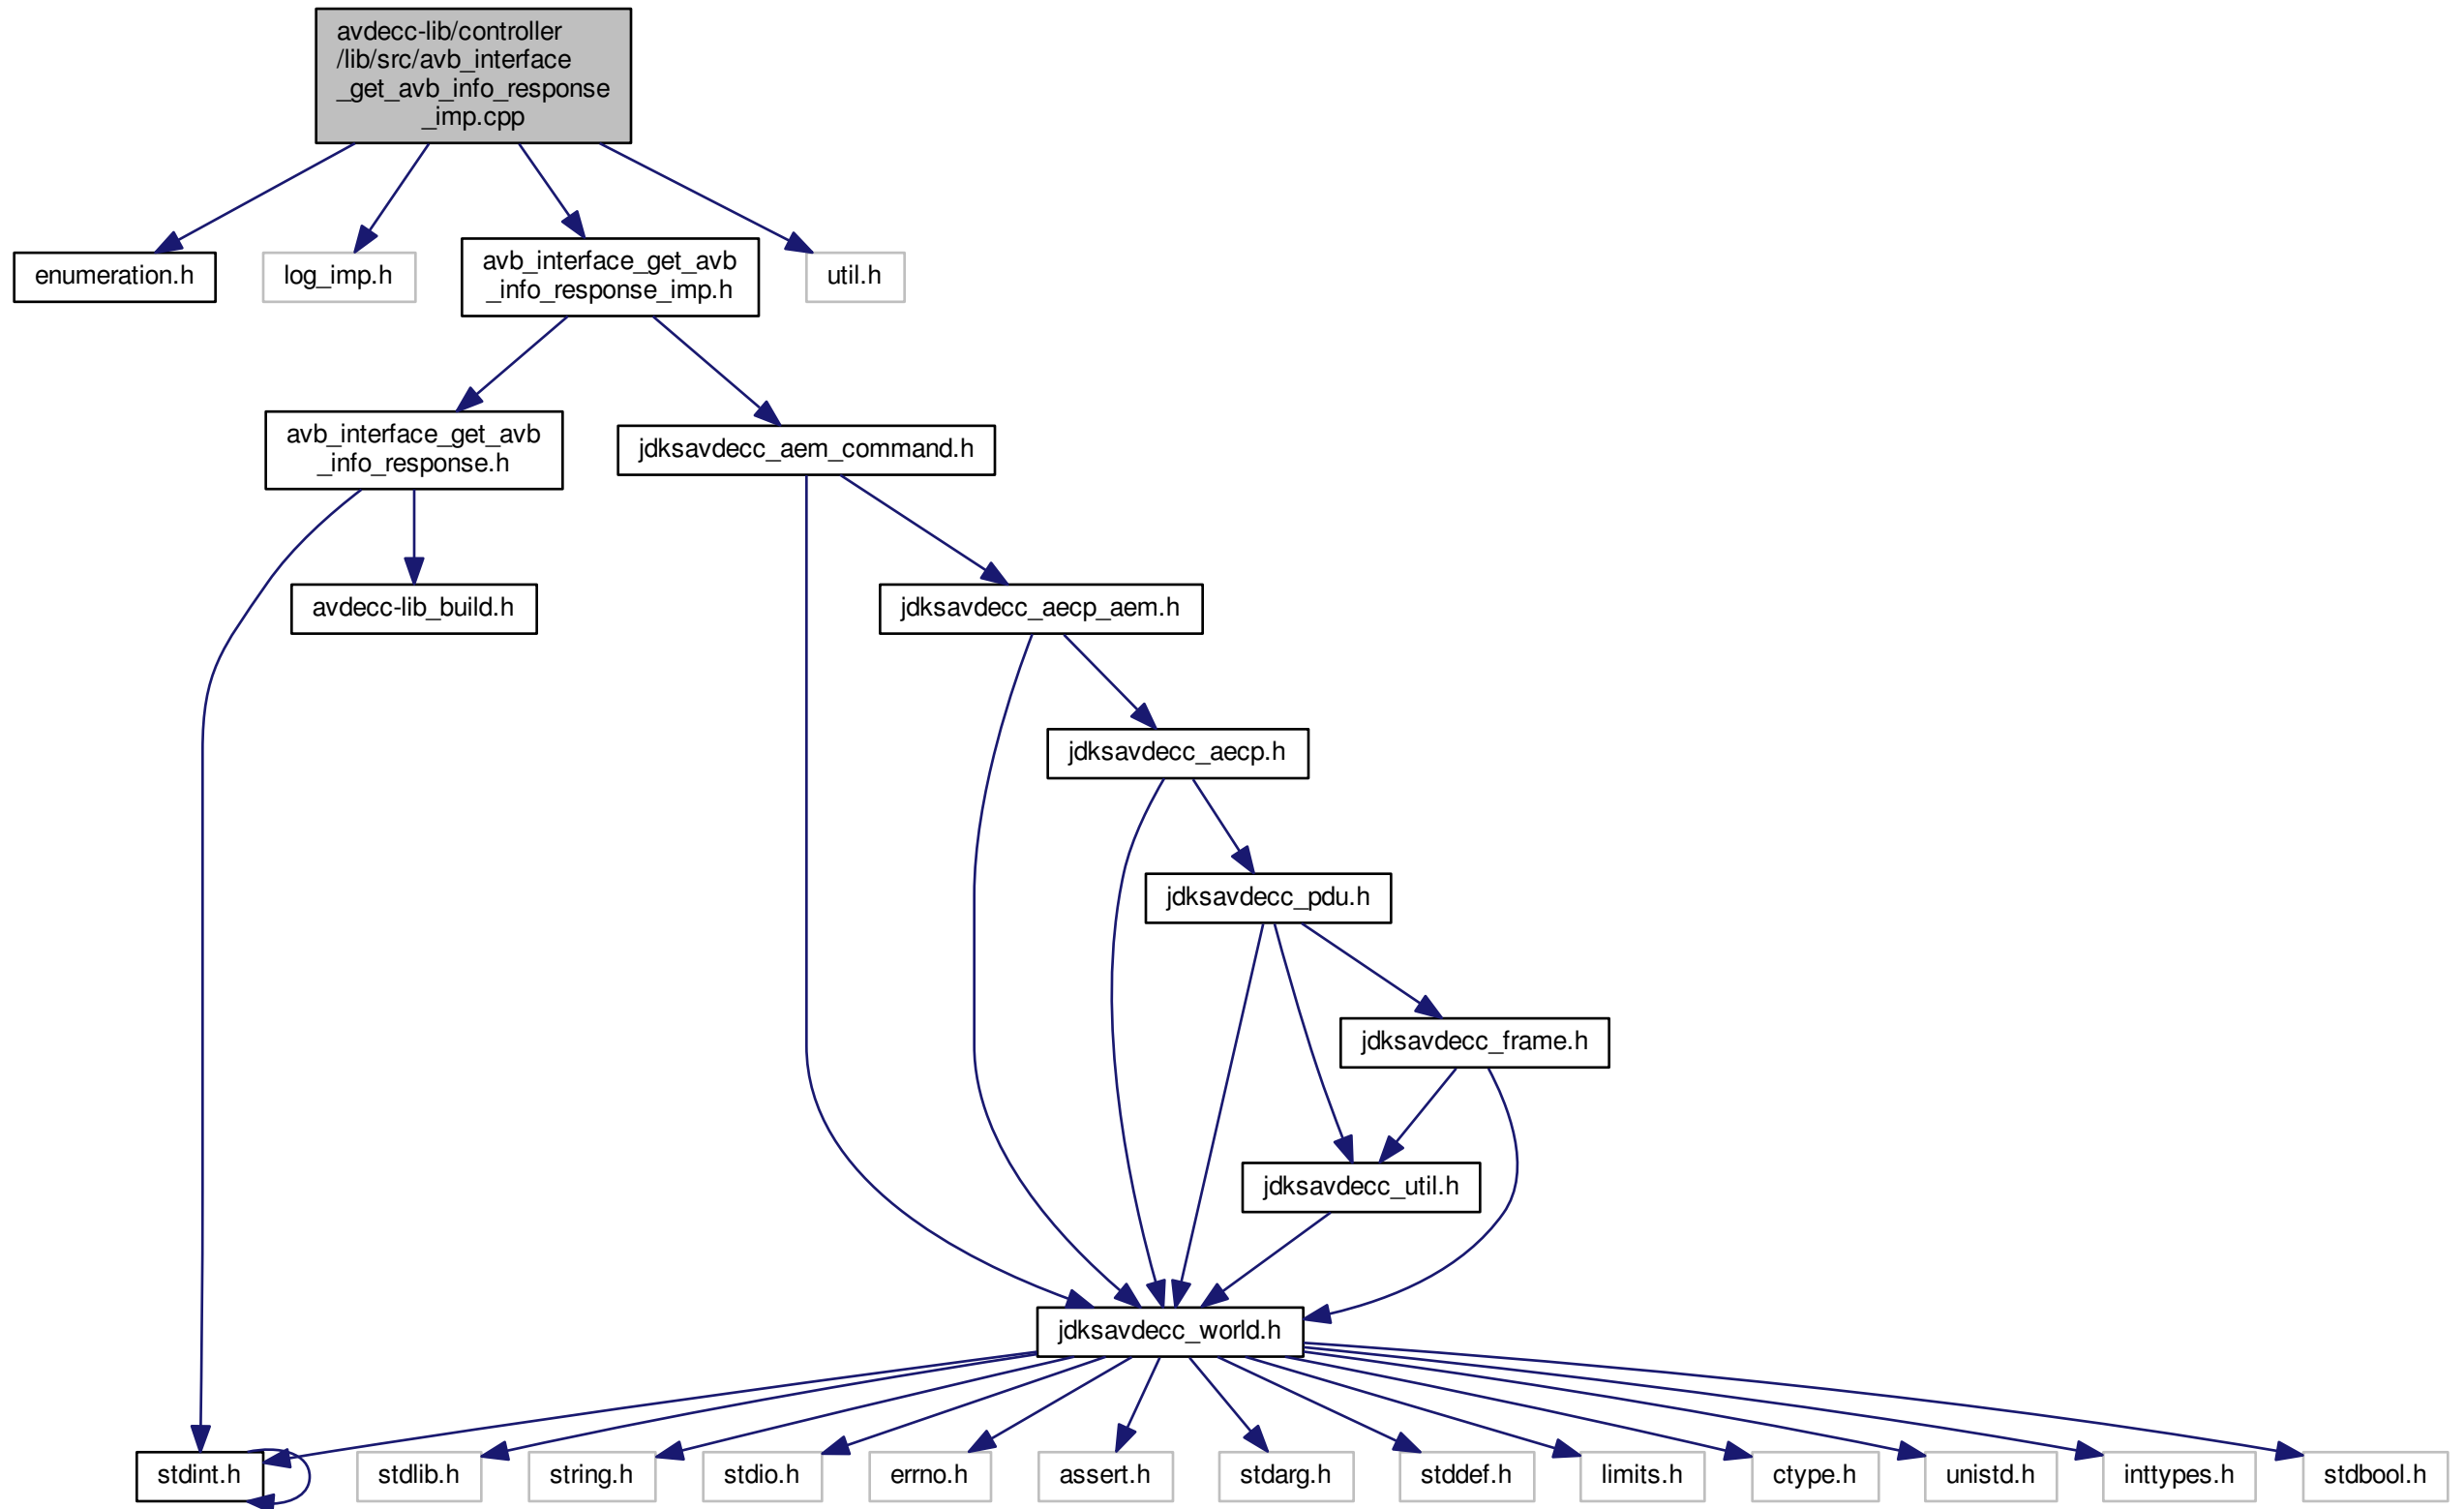 avdecc-lib/controller
/lib/src/avb_interface
_get_avb_info_response
_imp.cpp
enumeration.h
log_imp.h
avb_interface_get_avb
_info_response_imp.h
util.h
avb_interface_get_avb
_info_response.h
jdksavdecc_aem_command.h
avdecc-lib_build.h
jdksavdecc_aecp_aem.h
jdksavdecc_aecp.h
jdksavdecc_pdu.h
jdksavdecc_frame.h
jdksavdecc_util.h
jdksavdecc_world.h
stdint.h
stdlib.h
string.h
stdio.h
errno.h
assert.h
stdarg.h
stddef.h
limits.h
ctype.h
unistd.h
inttypes.h
stdbool.h